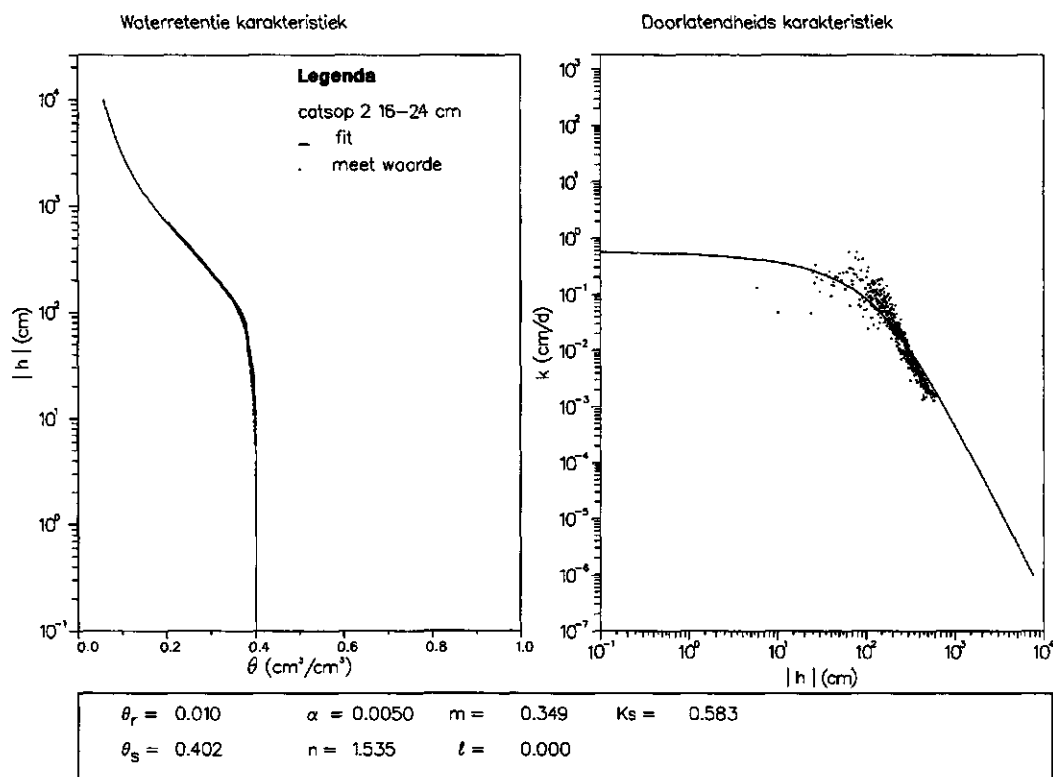 Waterretentie karakteristiek
Doorlatendheids karakteristiek
Legenda
catsop 2 16–24 cm
fit
meet waarde
|h| (cm)
10⁴
10³
10²
10¹
10⁰
10⁻¹
0.0 0.2 0.4 0.6 0.8 1.0
θ (cm³/cm³)
k (cm/d)
10³
10²
10¹
10⁰
10⁻¹
10⁻²
10⁻³
10⁻⁴
10⁻⁵
10⁻⁶
10⁻⁷
10⁻¹ 10⁰ 10¹ 10² 10³ 10⁴
|h| (cm)
θr = 0.010 α = 0.0050 m = 0.349 Ks = 0.583
θs = 0.402 n = 1.535 ℓ = 0.000